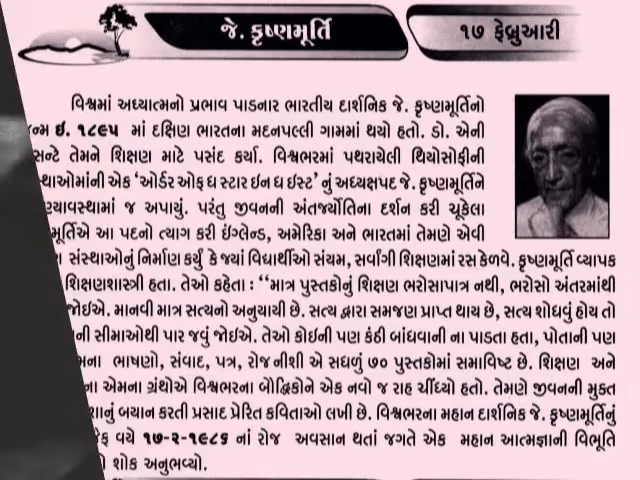 જે. કૃષ્ણમૂર્તિ
૧૭ ફેબ્રુઆરી
વિશ્વમાં અધ્યાત્મનો પ્રભાવ પાડનાર ભારતીય દાર્શનિક જે. કૃષ્ણમૂર્તિનો
ઇ. ૧૮૯૫ માં દક્ષિણ ભારતના મદનપલ્લી ગામમાં થયો હતો. ડો. એની
તેમને શિક્ષણ માટે પસંદ કર્યા. વિશ્વભરમાં પથરાયેલી થિયોસોફીની
એક ‘ઓર્ડર ઓફ ધ સ્ટાર ઇન ધ ઇસ્ટ’ નું અધ્યક્ષપદ જે. કૃષ્ણમૂર્તિને
જ અપાયું. પરંતુ જીવનની અંતર્જ્યોતિના દર્શન કરી ચૂકેલા
આ પદનો ત્યાગ કરી ઈંગ્લેન્ડ, અમેરિકા અને ભારતમાં તેમણે એવી
સંસ્થાઓનું નિર્માણ કર્યું કે જ્યાં વિદ્યાર્થીઓ સંયમ, સર્વાંગી શિક્ષણમાં રસ કેળવે. કૃષ્ણમૂર્તિ વ્યાપક
શિક્ષણશાસ્ત્રી હતા. તેઓ કહેતા : “માત્ર પુસ્તકોનું શિક્ષણ ભરોસાપાત્ર નથી, ભરોસો અંતરમાંથી
જોઈએ. માનવી માત્ર સત્યનો અનુયાયી છે. સત્ય દ્વારા સમજણ પ્રાપ્ત થાય છે, સત્ય શોધવું હોય તો
સીમાઓથી પાર જવું જોઈએ. તેઓ કોઈની પણ કંઠી બાંધવાની ના પાડતા હતા, પોતાની પણ
ભાષણો, સંવાદ, પત્ર, રોજનીશી એ સઘળું ૭૦ પુસ્તકોમાં સમાવિષ્ટ છે. શિક્ષણ અને
એમના ગ્રંથોએ વિશ્વભરના બૌદ્વિકોને એક નવો જ રાહ ચીંધ્યો હતો. તેમણે જીવનની મુક્ત
બયાન કરતી પ્રસાદ પ્રેરિત કવિતાઓ લખી છે. વિશ્વભરના મહાન દાર્શનિક જે. કૃષ્ણમૂર્તિનું
વયે ૧૭-૨-૧૯૮૬ નાં રોજ અવસાન થતાં જગતે એક મહાન આત્મજ્ઞાની વિભૂતિ
શોક અનુભવ્યો.